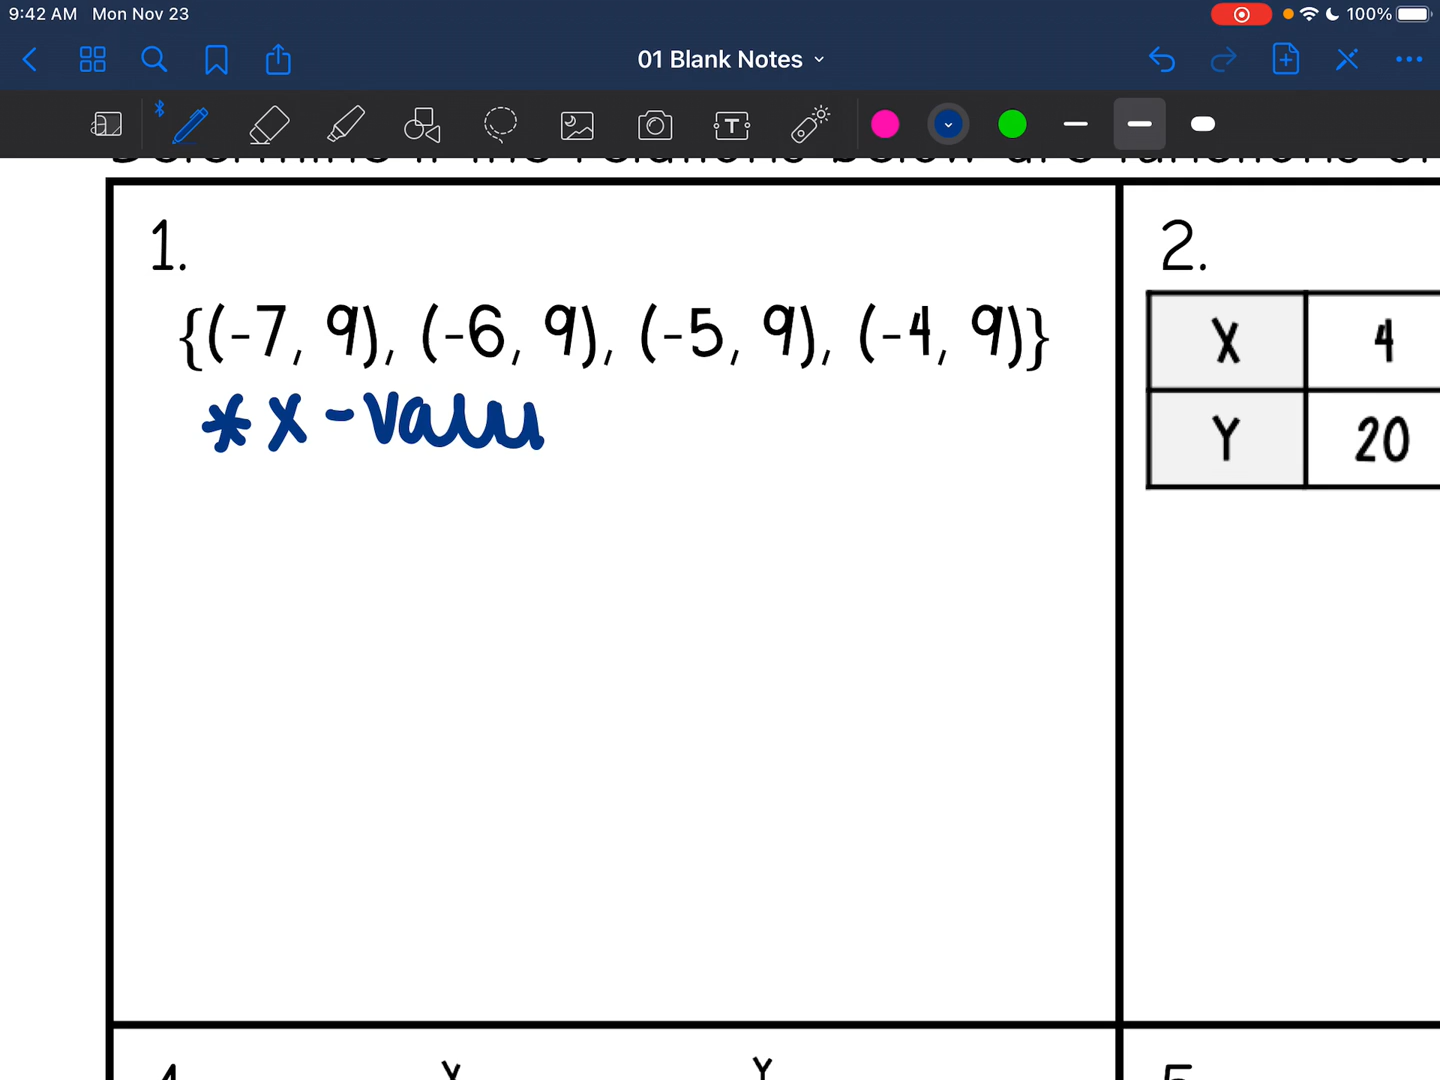 9:42 AM Mon Nov 23
100%
01 Blank Notes
T
1.
{(-7, 9), (-6, 9), (-5, 9), (-4, 9)}
* x - valu
2.
X 4
Y 20